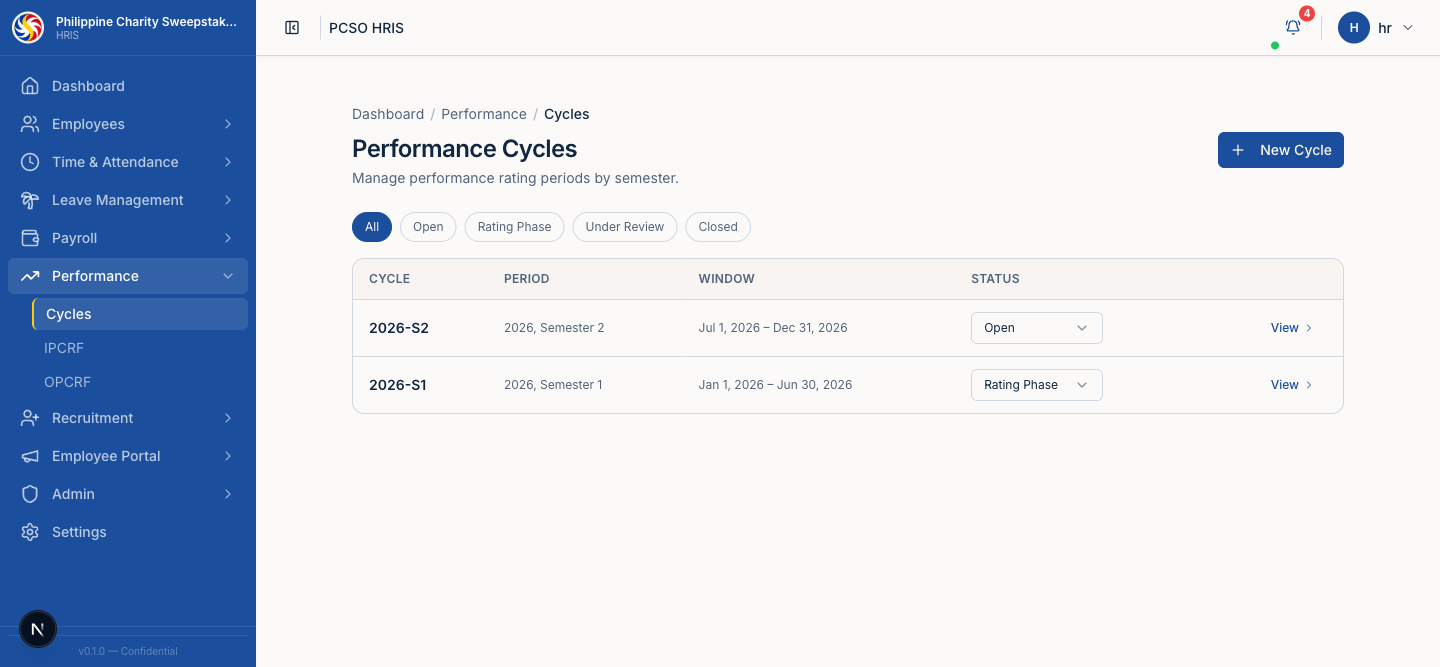 Philippine Charity Sweepstak...
HRIS
Dashboard
Employees
Time & Attendance
Leave Management
Payroll
Performance
Cycles
IPCRF
OPCRF
Recruitment
Employee Portal
Admin
Settings
N
v0.1.0 — Confidential
PCSO HRIS
4
H hr
Dashboard / Performance / Cycles
Performance Cycles
New Cycle
Manage performance rating periods by semester.
All Open Rating Phase Under Review Closed
CYCLE PERIOD WINDOW STATUS
2026-S2 2026, Semester 2 Jul 1, 2026 – Dec 31, 2026 Open View
2026-S1 2026, Semester 1 Jan 1, 2026 – Jun 30, 2026 Rating Phase View